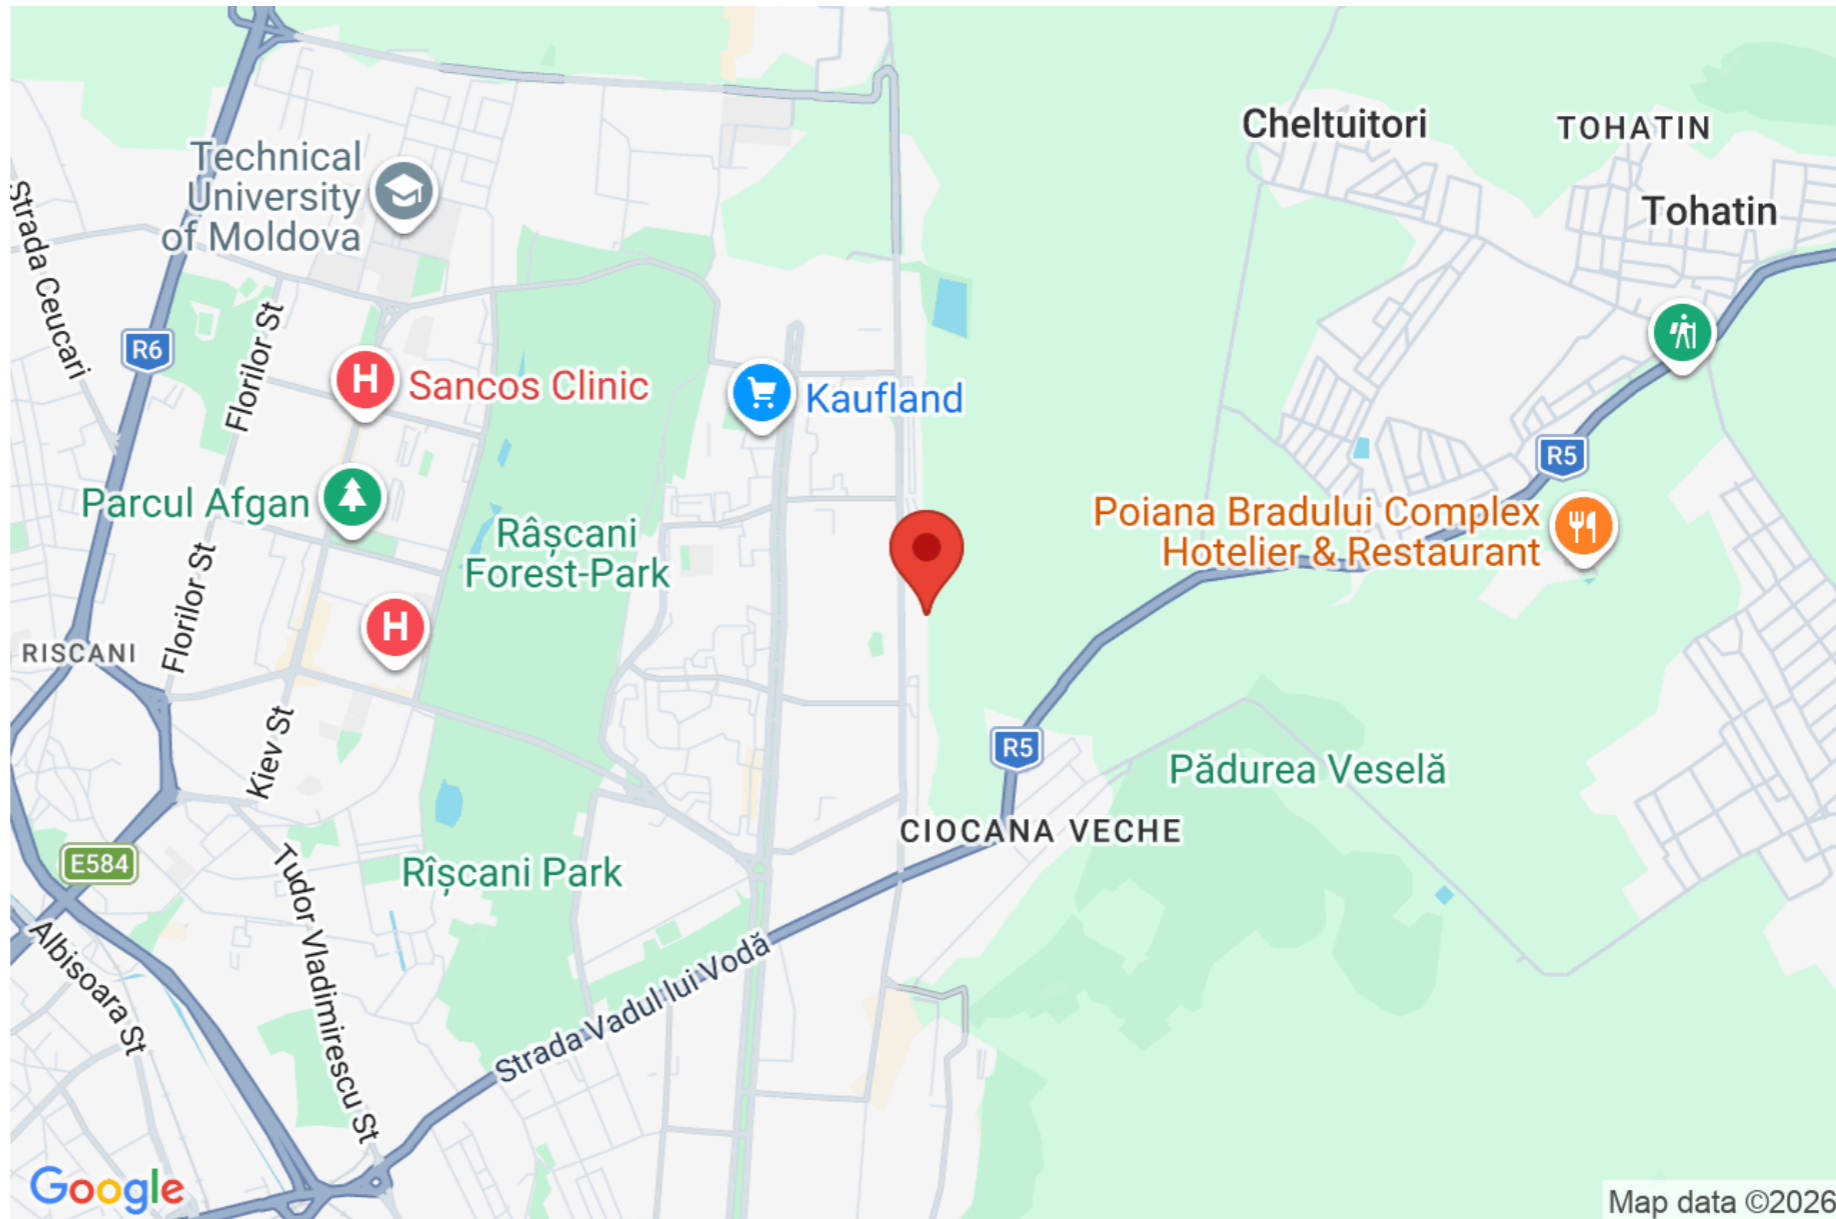 Cheltuitori
TOHATIN
Technical
University
of Moldova
Strada Ceucari
Tohatin
R6
Florilor St
Sancos Clinic
H
Kaufland
R5
Parcul Afgan
Râșcani
Forest-Park
Poiana Bradului Complex
Hotelier & Restaurant
Florilor St
H
RISCANI
Kiev St
R5
Pădurea Veselă
CIOCANA VECHE
E584
Rîșcani Park
Tudor Vladimirescu St
Albisoara St
Strada Vadul lui Vodă
Google
Map data ©2026